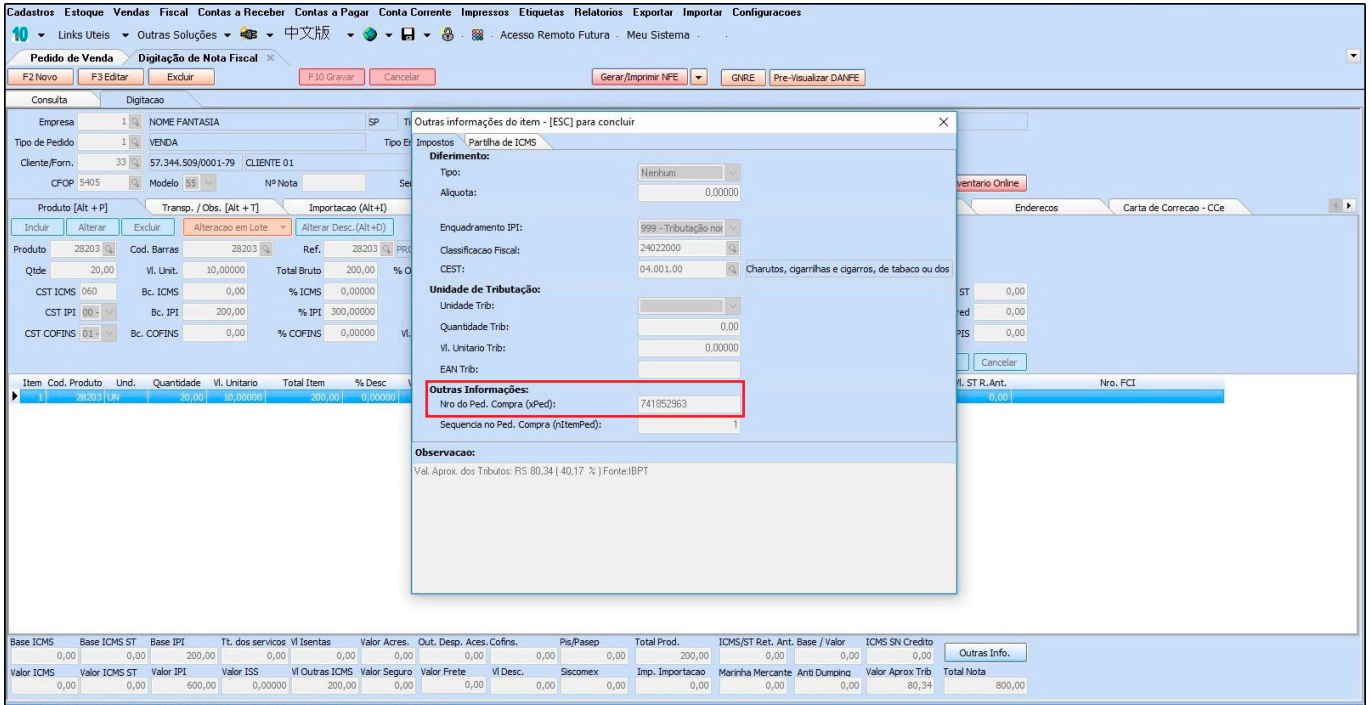 Cadastros Estoque Vendas Fiscal Contas a Receber Contas a Pagar Conta Corrente Impressos Etiquetas Relatorios Exportar Importar Configuracoes
10 Links Uteis Outras Soluções 中文版 Acesso Remoto Futura Meu Sistema
Pedido de Venda Digitação de Nota Fiscal
F2 Novo F3 Editar Excluir F10 Gravar Cancelar Gerar/Imprimir NFE GNRE Pre-Visualizar DANFE
Consulta Digitacao
Empresa 1 NOME FANTASIA SP
Outras informações do item - [ESC] para concluir
Tipo de Pedido 1 VENDA
Impostos Partilha de ICMS
Cliente/Forn. 33 57.344.509/0001-79 CLIENTE 01
CFOP 5405 Modelo 55 Nº Nota
ventario Online
Produto [Alt + P] Transp. / Obs. [Alt + T] Importacao (Alt+I) Enderecos Carta de Correcao - CCe
Incluir Alterar Excluir Alteracao em Lote Alterar Desc.(Alt+D)
Produto 28203 Cod. Barras 28203 Ref. 28203
Qtde 20,00 Vl. Unit. 10,00000 Total Bruto 200,00
CST ICMS 060 Bc. ICMS 0,00 % ICMS 0,00000 ST 0,00
CST IPI 00 - Bc. IPI 200,00 % IPI 300,00000 red 0,00
CST COFINS 01 - Bc. COFINS 0,00 % COFINS 0,00000 PIS 0,00
Cancelar
Diferimento:
Tipo: Nenhum
Aliquota: 0,00000
Enquadramento IPI: 999 - Tributação nor
Classificacao Fiscal: 24022000
CEST: 04.001.00 Charutos, cigarrilhas e cigarros, de tabaco ou dos
Unidade de Tributação:
Unidade Trib:
Quantidade Trib: 0,00
Vl. Unitario Trib: 0,00000
EAN Trib:
Outras Informações:
Nro do Ped. Compra (xPed): 741852963
Sequencia no Ped. Compra (nItemPed): 1
Observacao:
Val. Aprox. dos Tributos: R$ 80,34 ( 40,17 % ) Fonte:IBPT
Item Cod. Produto Und. Quantidade Vl. Unitario Total Item % Desc Vl. ST R.Ant. Nro. FCI
1 28203 UN 20,00 10,00000 200,00 0,00000 0,00
Base ICMS Base ICMS ST Base IPI Tt. dos servicos Vl Isentas Valor Acres. Out. Desp. Aces. Cofins. Pis/Pasep Total Prod. ICMS/ST Ret. Ant. Base / Valor ICMS SN Credito
0,00 0,00 200,00 0,00 0,00 0,00 0,00 0,00 0,00 200,00 0,00 0,00 0,00 Outras Info.
Valor ICMS Valor ICMS ST Valor IPI Valor ISS Vl Outras ICMS Valor Seguro Valor Frete Vl Desc. Siscomex Imp. Importacao Marinha Mercante Anti Dumping Valor Aprox Trib Total Nota
0,00 0,00 600,00 0,00000 200,00 0,00 0,00 0,00 0,00 0,00 0,00 0,00 80,34 800,00